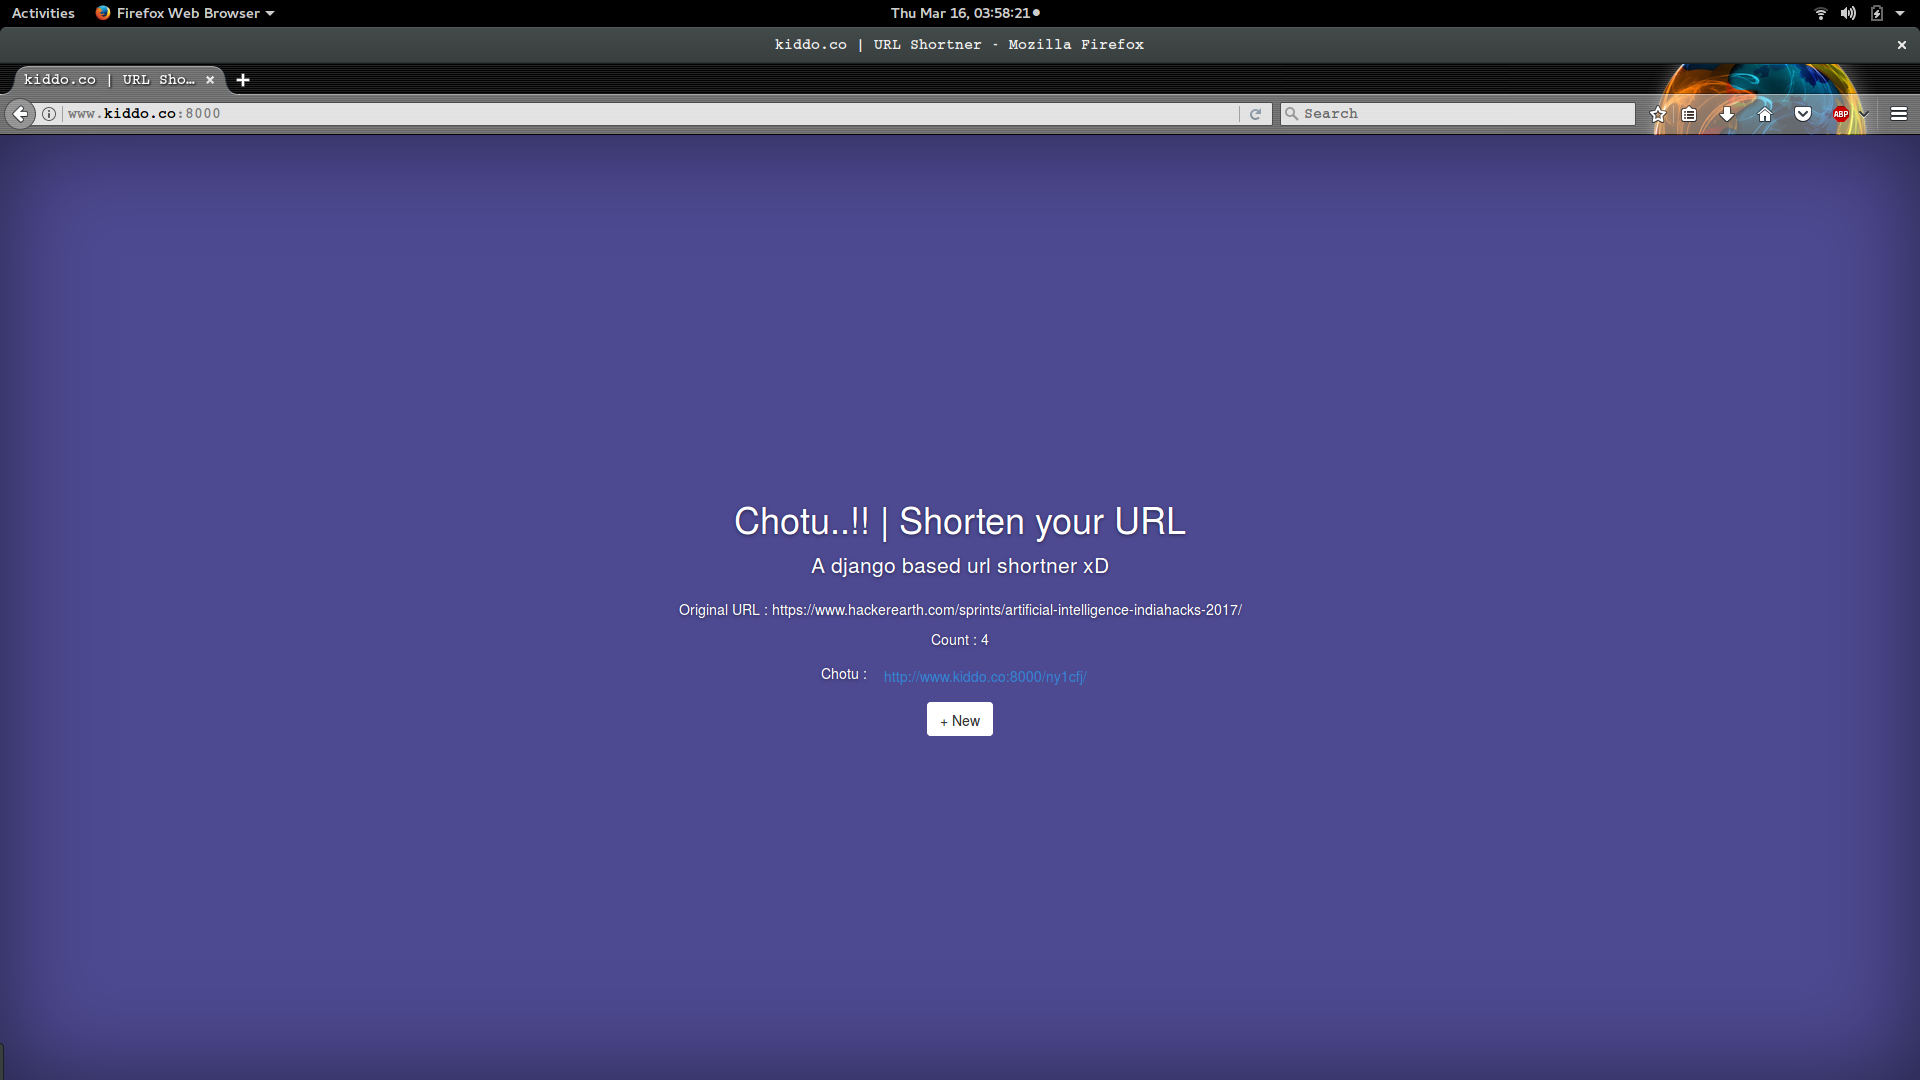 Activities Firefox Web Browser Thu Mar 16, 03:58:21
kiddo.co | URL Shortner - Mozilla Firefox
kiddo.co | URL Sho...
www.kiddo.co:8000 Search ABP
Chotu..!! | Shorten your URL
A django based url shortner xD
Original URL : https://www.hackerearth.com/sprints/artificial-intelligence-indiahacks-2017/
Count : 4
Chotu : http://www.kiddo.co:8000/ny1cfj/
+ New